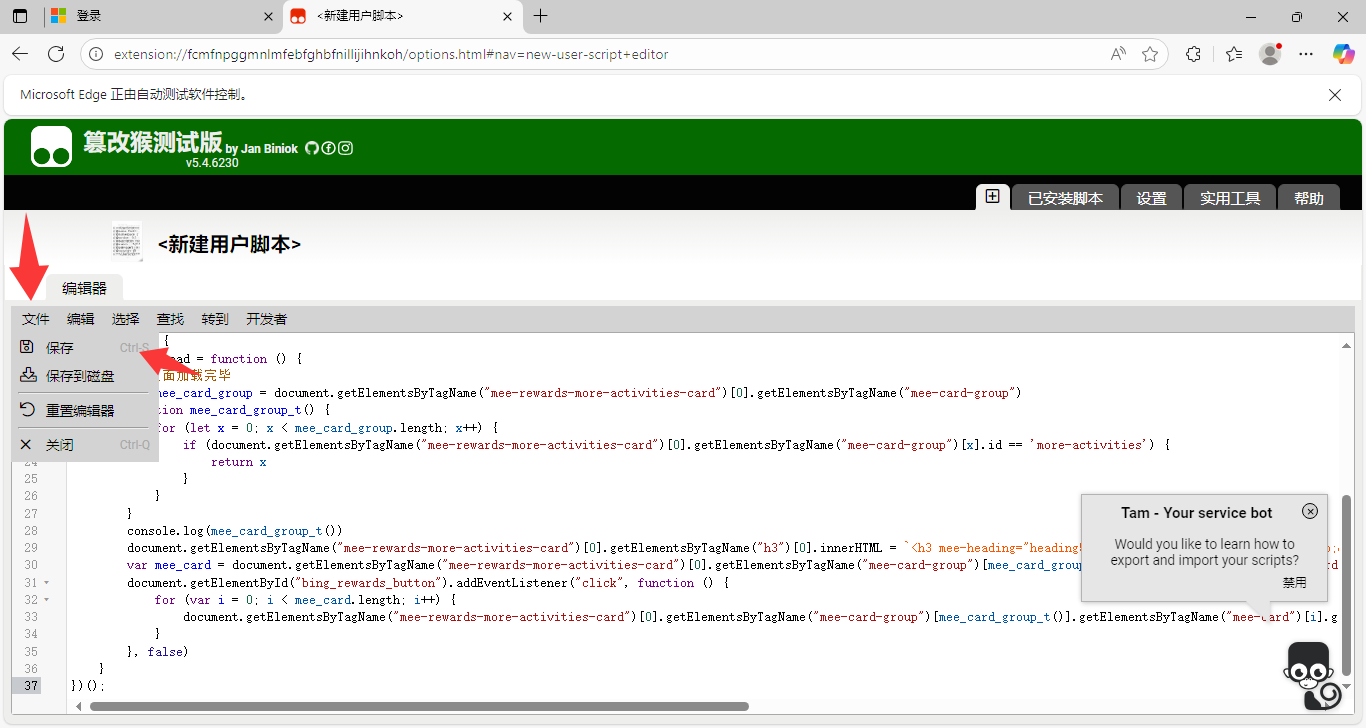 登录
<新建用户脚本>
extension://fcmfnpggmnlmfebfghbfnillijihnkoh/options.html#nav=new-user-script+editor
Microsoft Edge 正由自动测试软件控制。
篡改猴测试版 by Jan Biniok
v5.4.6230
已安装脚本 设置 实用工具 帮助
<新建用户脚本>
编辑器
文件 编辑 选择 查找 转到 开发者
保存 Ctrl-S
保存到磁盘
重置编辑器
关闭 Ctrl-Q
{
oad = function () {
面加载完毕
mee_card_group = document.getElementsByTagName("mee-rewards-more-activities-card")[0].getElementsByTagName("mee-card-group")
tion mee_card_group_t() {
for (let x = 0; x < mee_card_group.length; x++) {
if (document.getElementsByTagName("mee-rewards-more-activities-card")[0].getElementsByTagName("mee-card-group")[x].id == 'more-activities') {
24 return x
25 }
26 }
27 }
28 console.log(mee_card_group_t())
29 document.getElementsByTagName("mee-rewards-more-activities-card")[0].getElementsByTagName("h3")[0].innerHTML = `<h3 mee-heading="heading
30 var mee_card = document.getElementsByTagName("mee-rewards-more-activities-card")[0].getElementsByTagName("mee-card-group")[mee_card_grou
31 document.getElementById("bing_rewards_button").addEventListener("click", function () {
32 for (var i = 0; i < mee_card.length; i++) {
33 document.getElementsByTagName("mee-rewards-more-activities-card")[0].getElementsByTagName("mee-card-group")[mee_card_group_t()].getElementsByTagName("mee-card")[i].g
34 }
35 }, false)
36 }
37 })();
Tam - Your service bot
Would you like to learn how to
export and import your scripts?
禁用